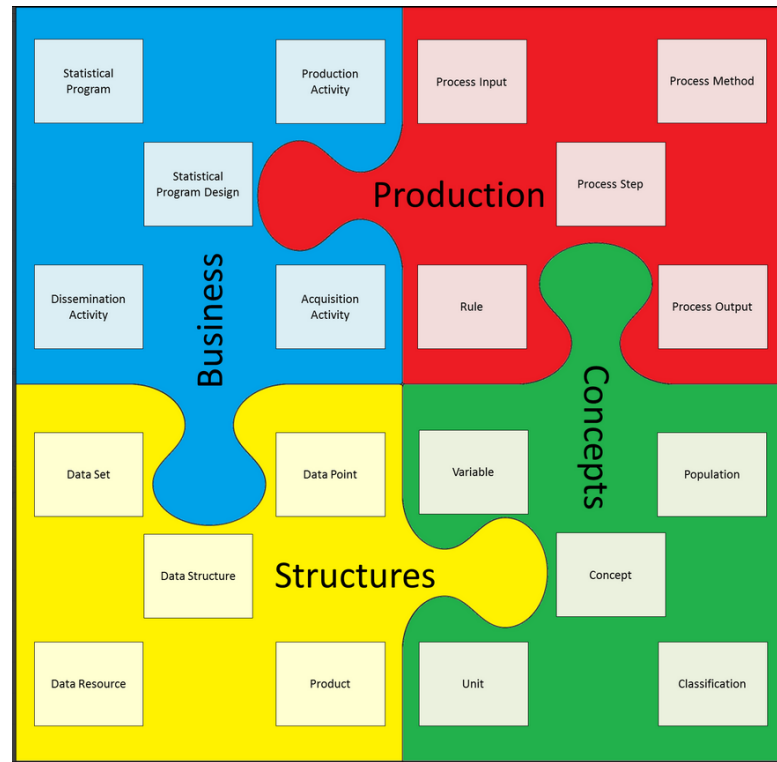 Statistical
Program
Production
Activity
Process Input
Process Method
Statistical
Program Design
Production
Process Step
Business
Dissemination
Activity
Acquisition
Activity
Rule
Process Output
Concepts
Data Set
Data Point
Variable
Population
Data Structure
Structures
Concept
Data Resource
Product
Unit
Classification